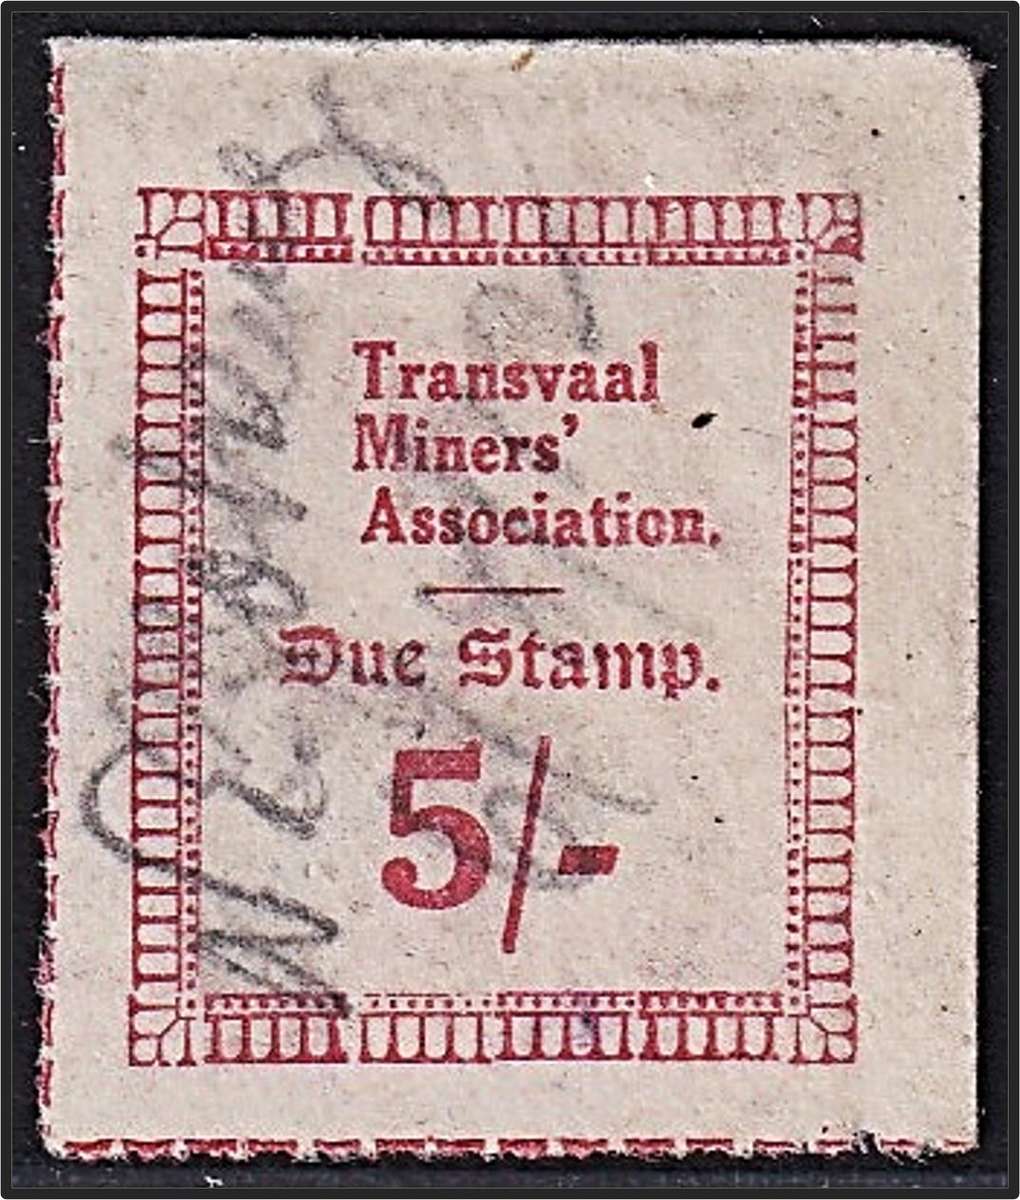 Transvaal
Miners'
Association.
Due Stamp.
5/-